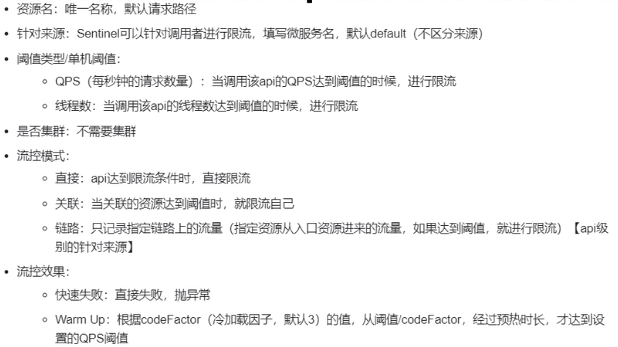 资源名：唯一名称，默认请求路径
针对来源：Sentinel可以针对调用者进行限流，填写微服务名，默认default（不区分来源）
阈值类型/单机阈值：
QPS（每秒钟的请求数量）：当调用该api的QPS达到阈值的时候，进行限流
线程数：当调用该api的线程数达到阈值的时候，进行限流
是否集群：不需要集群
流控模式：
直接：api达到限流条件时，直接限流
关联：当关联的资源达到阈值时，就限流自己
链路：只记录指定链路上的流量（指定资源从入口资源进来的流量，如果达到阈值，就进行限流）【api级
别的针对来源】
流控效果：
快速失败：直接失败，抛异常
Warm Up：根据codeFactor（冷加载因子，默认3）的值，从阈值/codeFactor，经过预热时长，才达到设
置的QPS阈值